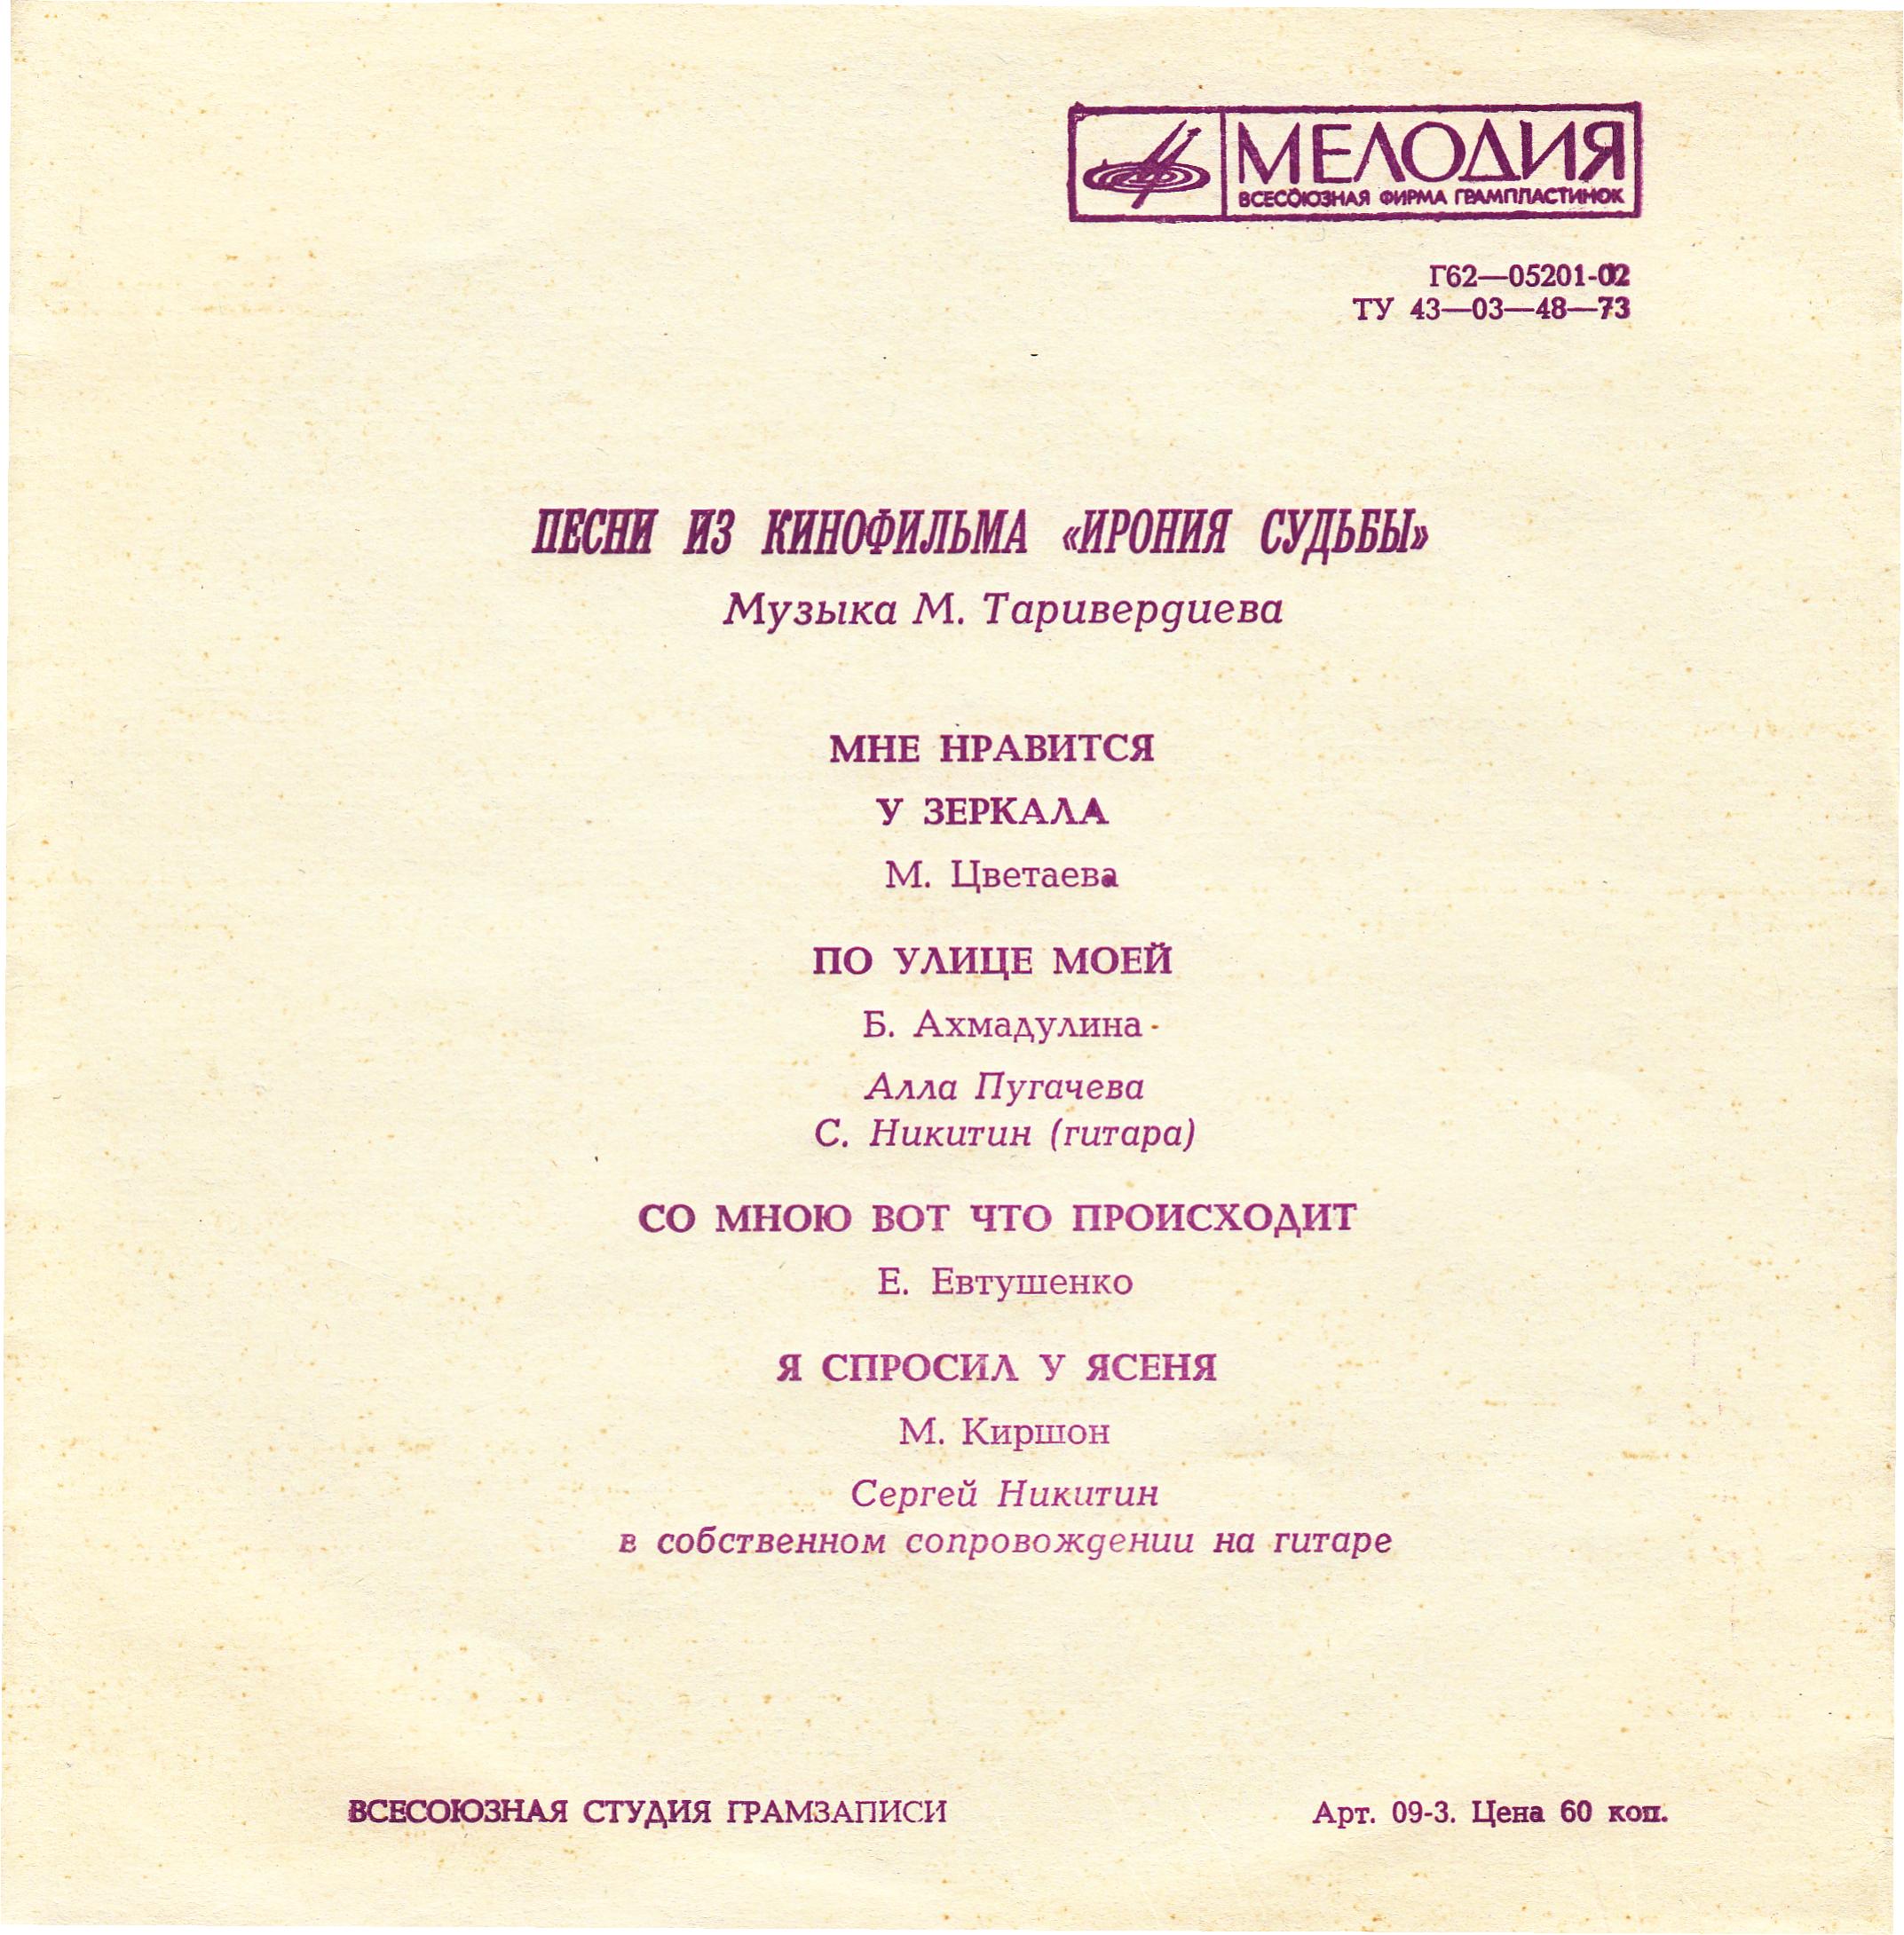 МЕЛОДИЯ
ВСЕСОЮЗНАЯ ФИРМА ГРАМПЛАСТИНОК
Г62—05201-02
ТУ 43—03—48—73
ПЕСНИ ИЗ КИНОФИЛЬМА «ИРОНИЯ СУДЬБЫ»
Музыка М. Таривердиева
МНЕ НРАВИТСЯ
У ЗЕРКАЛА
М. Цветаева
ПО УЛИЦЕ МОЕЙ
Б. Ахмадулина
Алла Пугачева
С. Никитин (гитара)
СО МНОЮ ВОТ ЧТО ПРОИСХОДИТ
Е. Евтушенко
Я СПРОСИЛ У ЯСЕНЯ
М. Киршон
Сергей Никитин
в собственном сопровождении на гитаре
ВСЕСОЮЗНАЯ СТУДИЯ ГРАМЗАПИСИ
Арт. 09-3. Цена 60 коп.